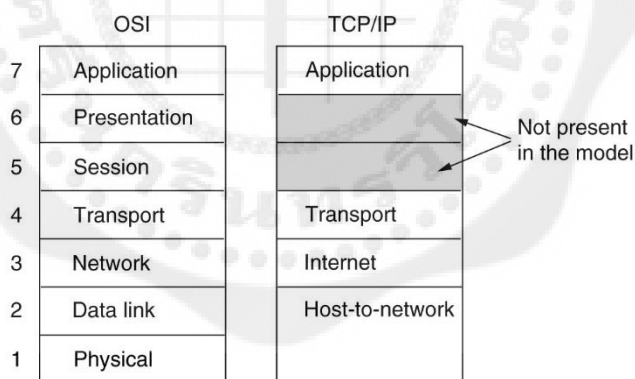 OSI TCP/IP
7 Application Application
6 Presentation
Not present
in the model
5 Session
4 Transport Transport
3 Network Internet
2 Data link Host-to-network
1 Physical